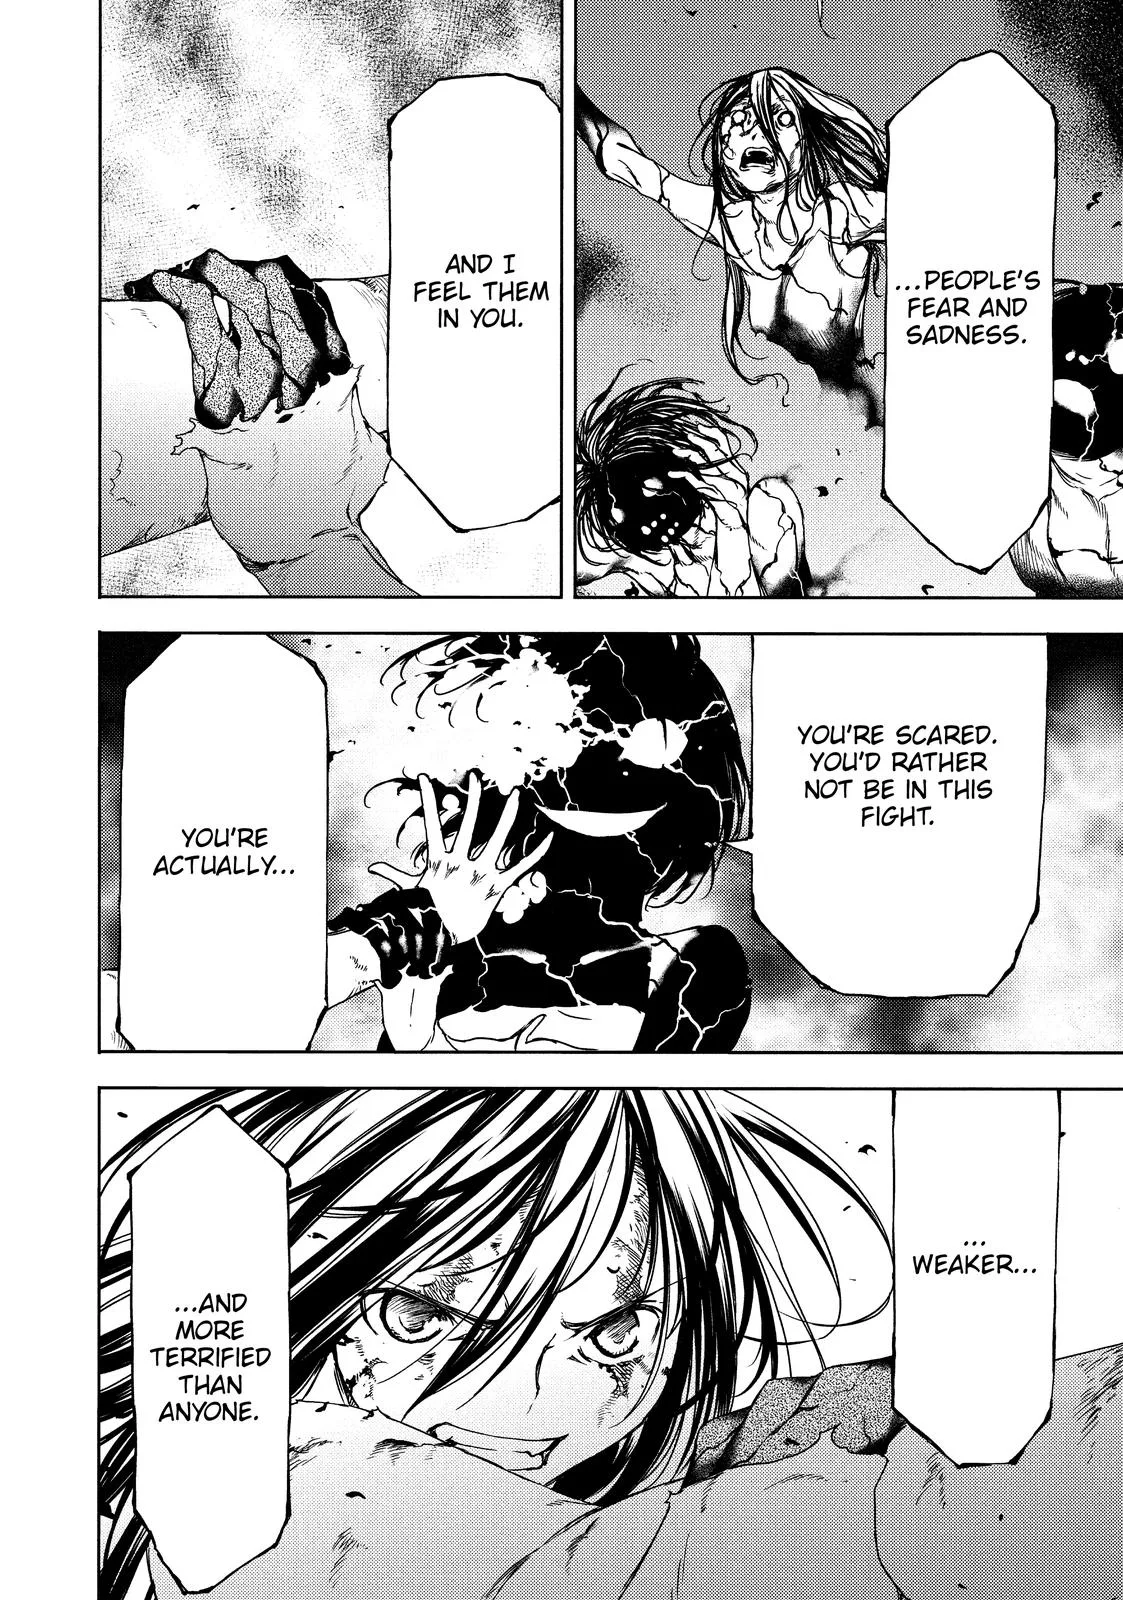 ...PEOPLE'S
FEAR AND
SADNESS.
AND I
FEEL THEM
IN YOU.
YOU'RE SCARED.
YOU'D RATHER
NOT BE IN THIS
FIGHT.
YOU'RE
ACTUALLY...
...
WEAKER...
...AND
MORE
TERRIFIED
THAN
ANYONE.